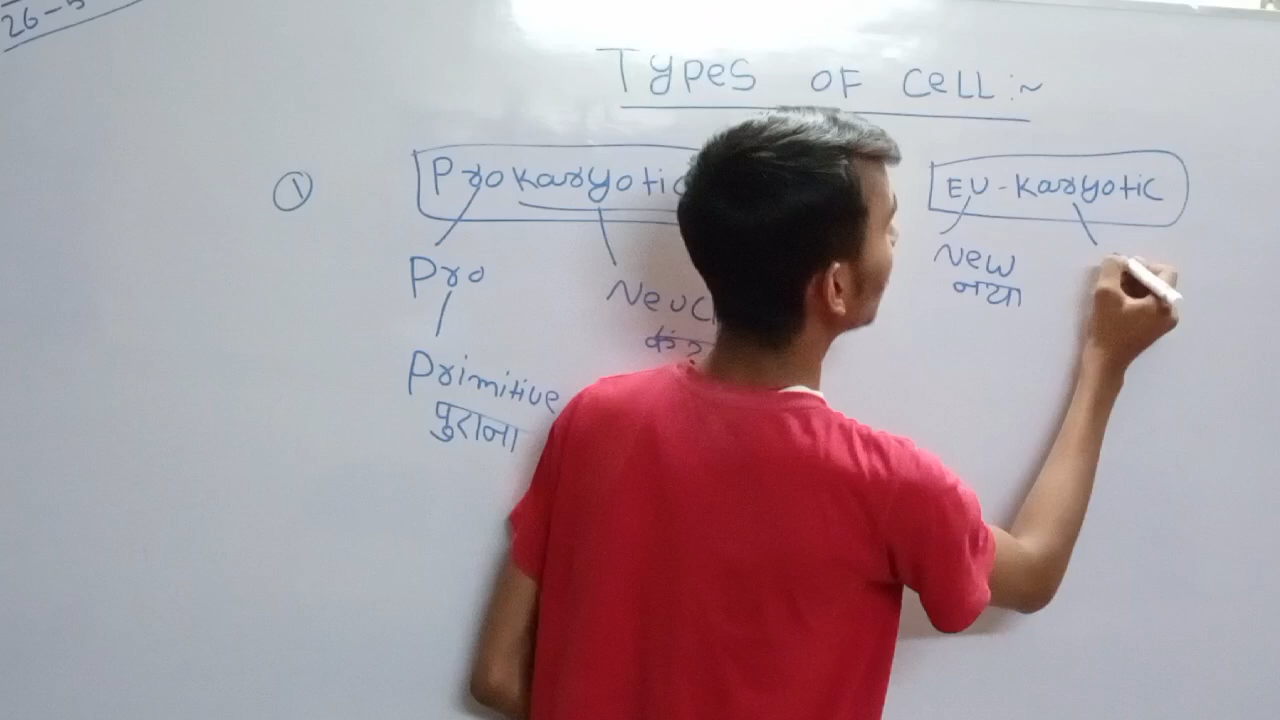 26-5
Types of cell:~
① Prokaryotic EU-Karyotic
Pro New
नया
Primitive
पुराना